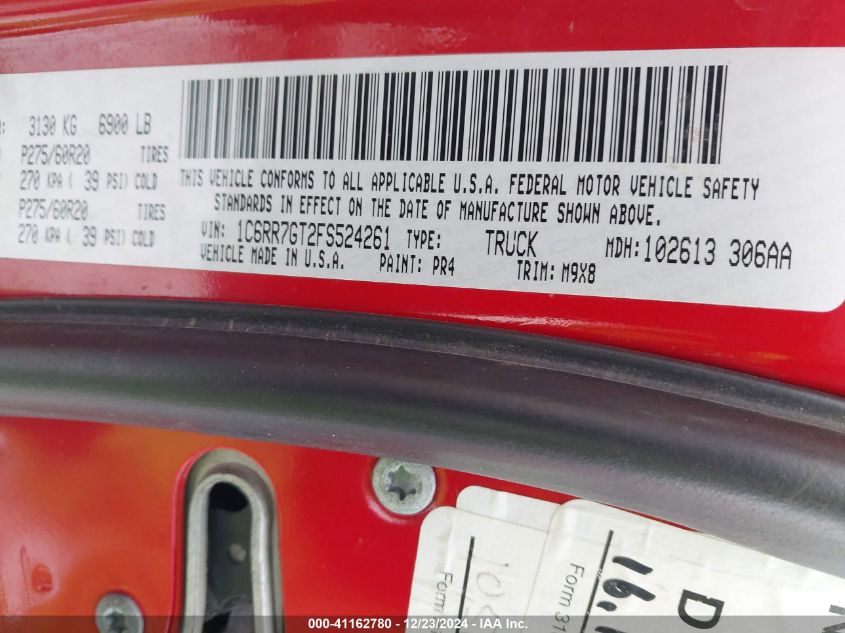 3130 KG 6900 LB
P275/60R20 TIRES
270 KPA ( 39 PSI) COLD
P275/60R20 TIRES
270 KPA ( 39 PSI) COLD
THIS VEHICLE CONFORMS TO ALL APPLICABLE U.S.A. FEDERAL MOTOR VEHICLE SAFETY
STANDARDS IN EFFECT ON THE DATE OF MANUFACTURE SHOWN ABOVE.
VIN: 1C6RR7GT2FS524261 TYPE: TRUCK MDH: 102613 306AA
VEHICLE MADE IN U.S.A. PAINT: PR4 TRIM: M9X8
Form
Form 31
16.
D
000-41162780 - 12/23/2024 - IAA, Inc.